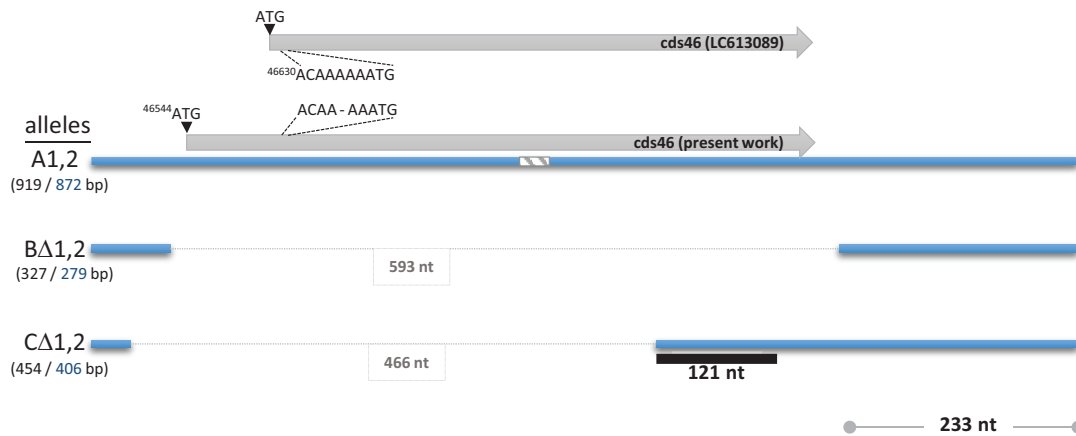 ATG
cds46 (LC613089)
46630ACAAAAAATG
ACAA - AAATG
46544ATG
alleles
cds46 (present work)
A1,2
(919 / 872 bp)
BΔ1,2
593 nt
(327 / 279 bp)
CΔ1,2
466 nt
(454 / 406 bp)
121 nt
233 nt